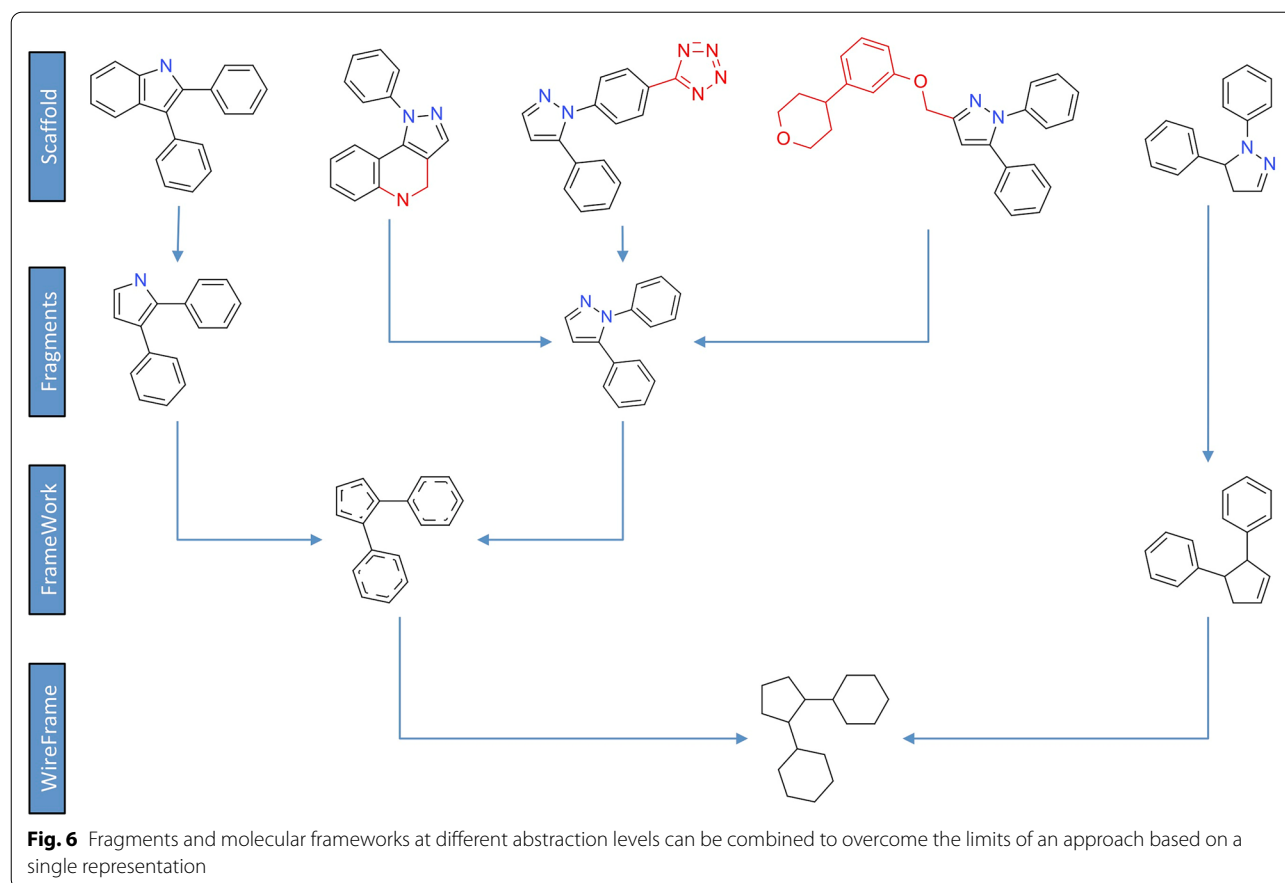 Scaffold
N
N
N
N
N
N
N
−
N
N
N
N
O
O
N
N
N
N
Fragments
N
N
N
FrameWork
WireFrame
Fig. 6 Fragments and molecular frameworks at different abstraction levels can be combined to overcome the limits of an approach based on a
single representation